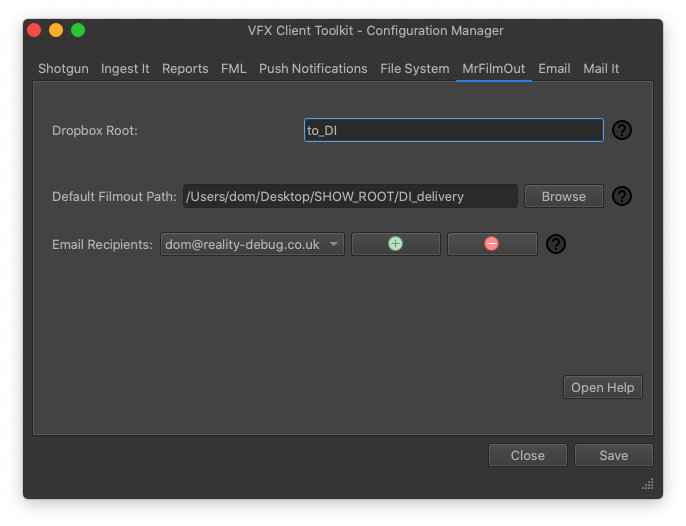 VFX Client Toolkit - Configuration Manager
Shotgun Ingest It Reports FML Push Notifications File System MrFilmOut Email Mail It
Dropbox Root: to_DI ?
Default Filmout Path: /Users/dom/Desktop/SHOW_ROOT/DI_delivery Browse ?
Email Recipients: dom@reality-debug.co.uk ?
Open Help
Close Save